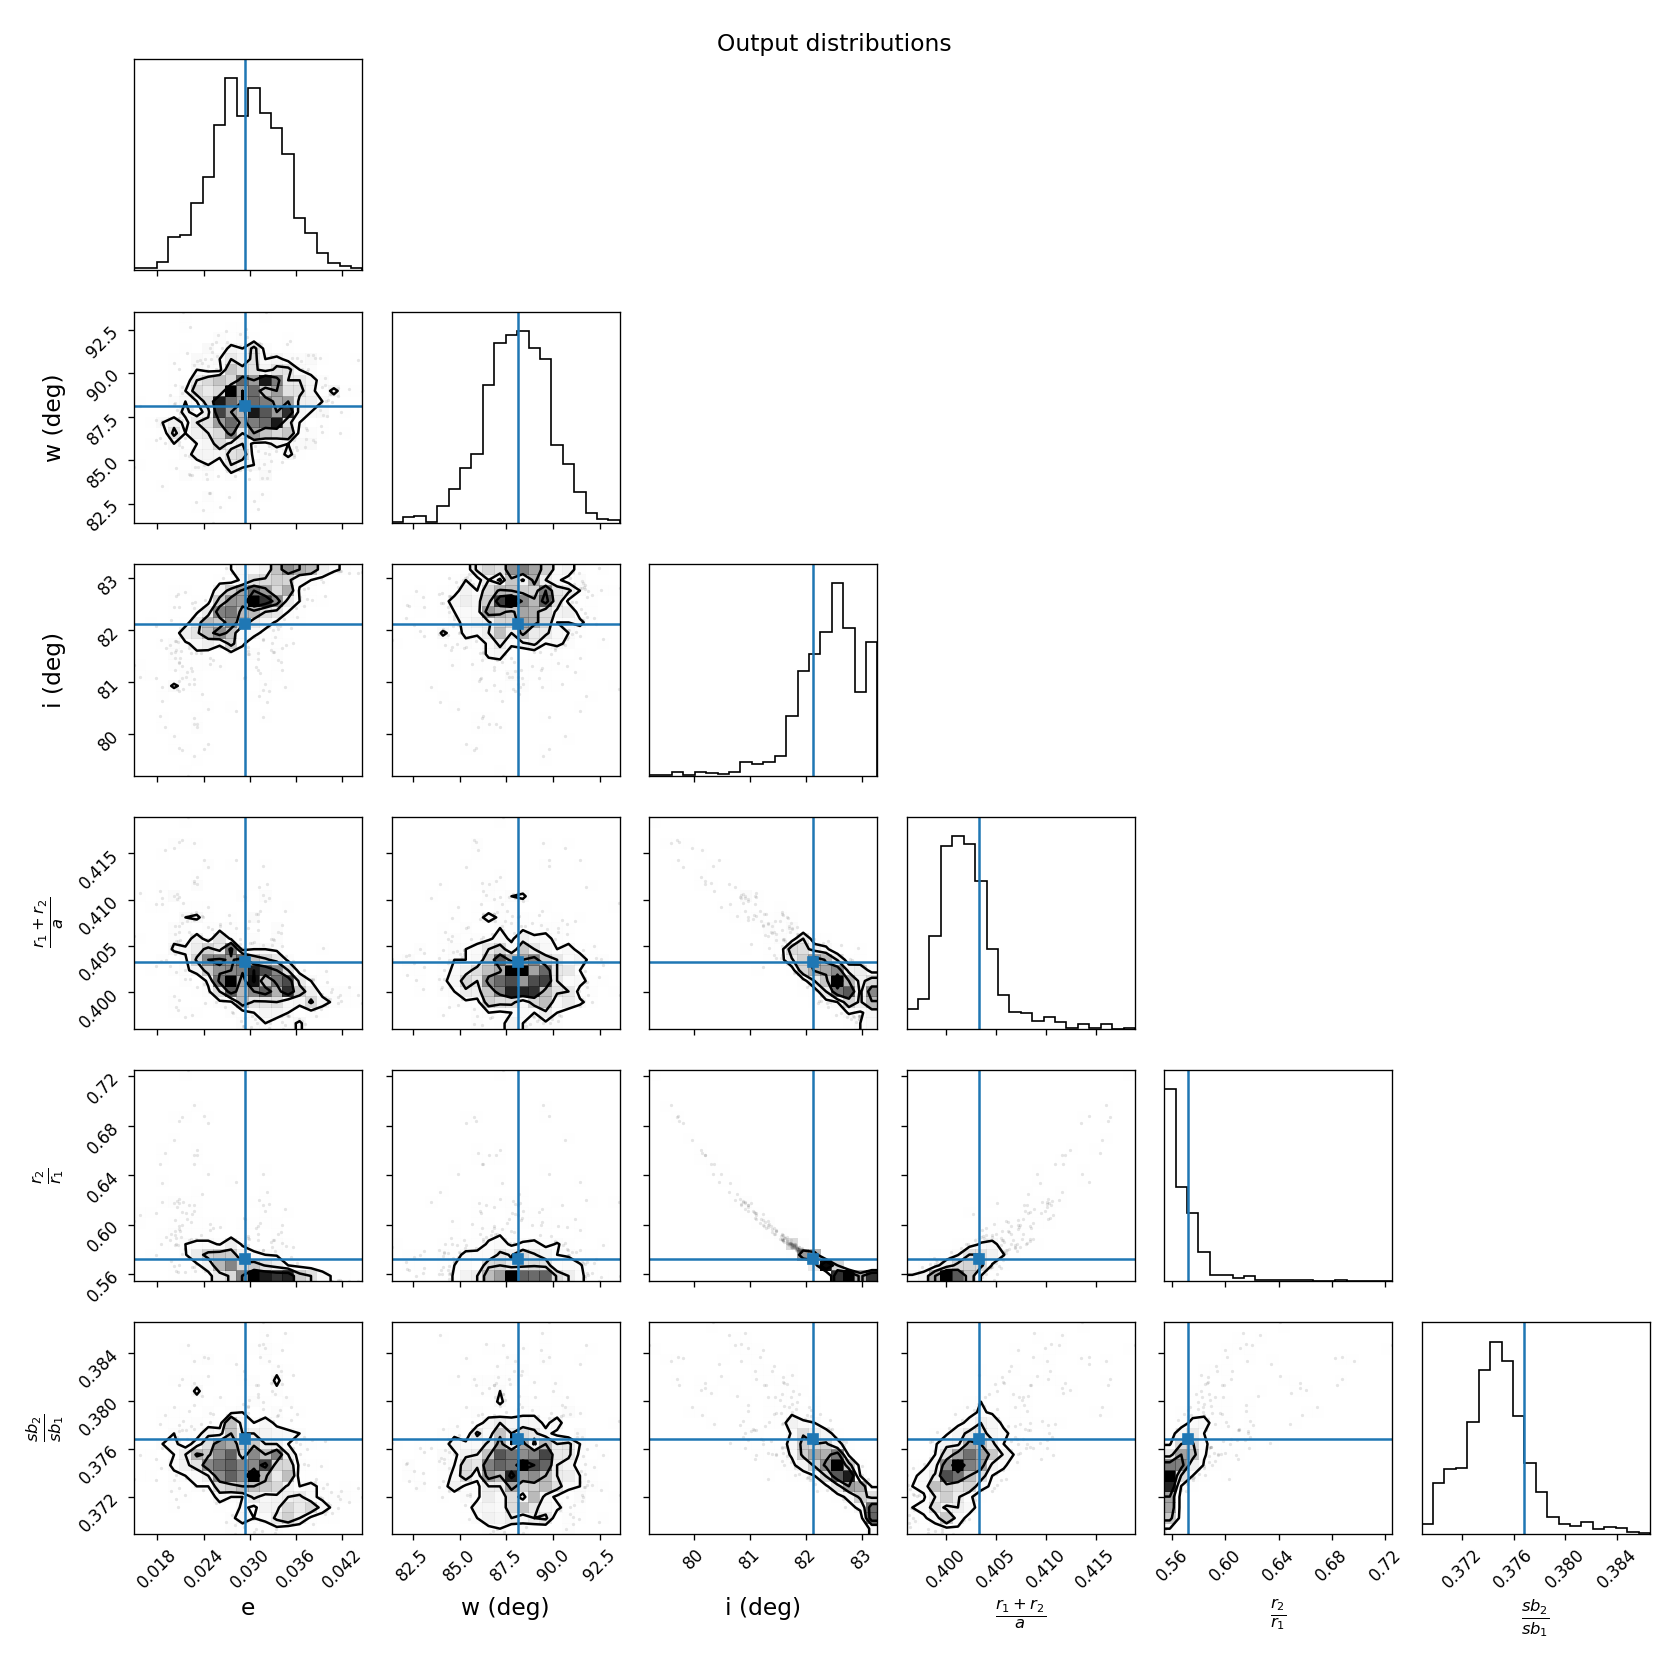 Output distributions
w (deg)
92.5
90.0
87.5
85.0
82.5
i (deg)
83
82
81
80
r₁ + r₂
a
0.415
0.410
0.405
0.400
r₂
r₁
0.72
0.68
0.64
0.60
0.56
sb₂
sb₁
0.384
0.380
0.376
0.372
0.018 0.024 0.030 0.036 0.042 82.5 85.0 87.5 90.0 92.5 80 81 82 83 0.400 0.405 0.410 0.415 0.56 0.60 0.64 0.68 0.72 0.372 0.376 0.380 0.384
e w (deg) i (deg) r₁ + r₂ r₂ sb₂
a r₁ sb₁